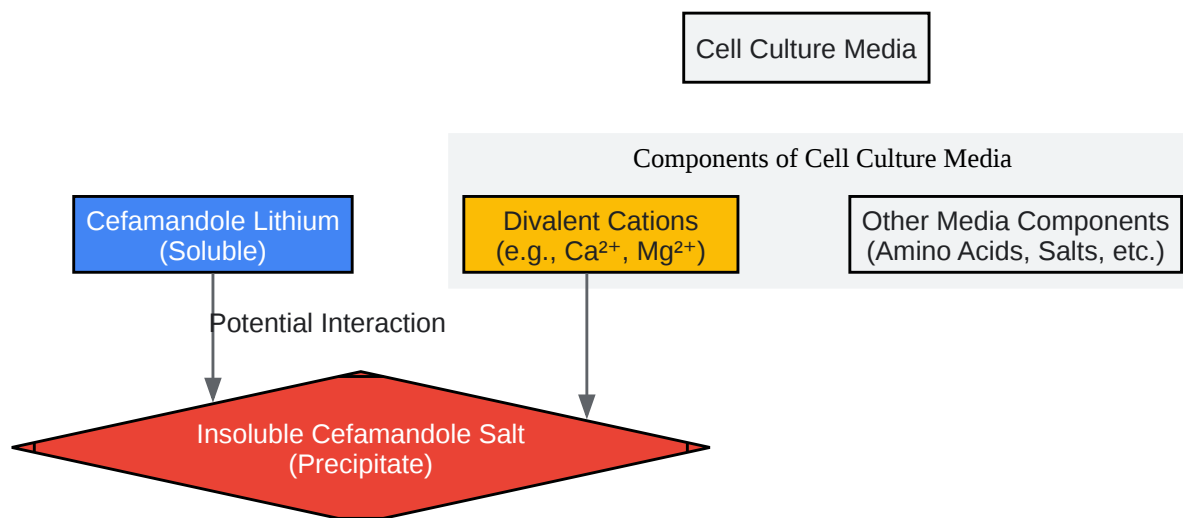 Cell Culture Media
Components of Cell Culture Media
Cefamandole Lithium
(Soluble)
Divalent Cations
(e.g., Ca²⁺, Mg²⁺)
Other Media Components
(Amino Acids, Salts, etc.)
Potential Interaction
Insoluble Cefamandole Salt
(Precipitate)